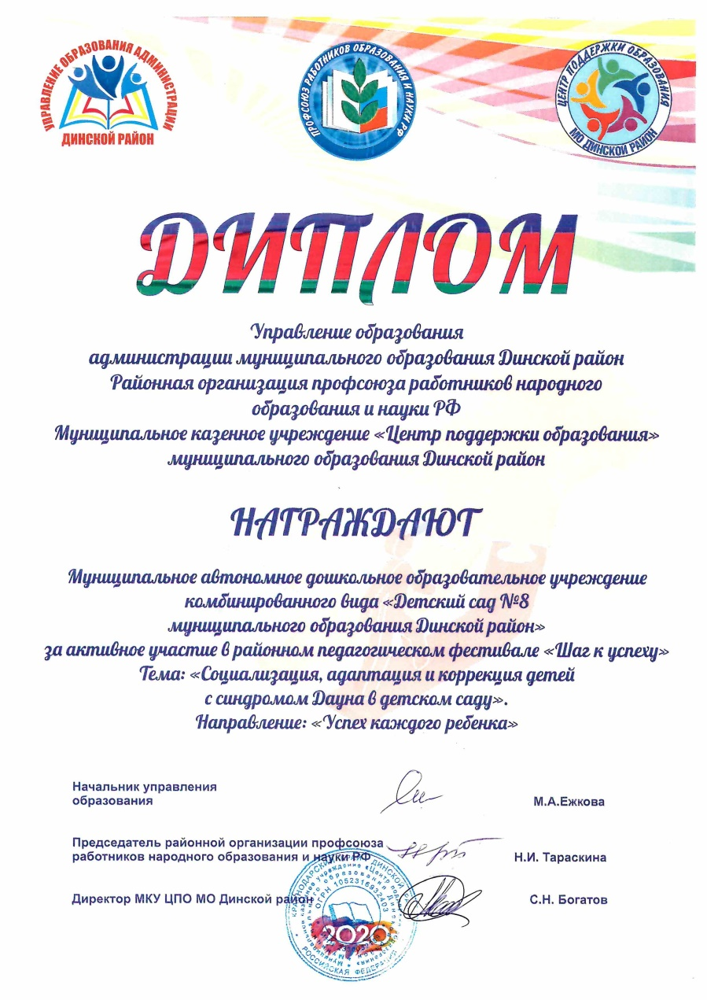 УПРАВЛЕНИЕ ОБРАЗОВАНИЯ АДМИНИСТРАЦИИ
ДИНСКОЙ РАЙОН
ПРОФСОЮЗ РАБОТНИКОВ ОБРАЗОВАНИЯ И НАУКИ РФ
ЦЕНТР ПОДДЕРЖКИ ОБРАЗОВАНИЯ
МО ДИНСКОЙ РАЙОН
ДИПЛОМ
Управление образования
администрации муниципального образования Динской район
Районная организация профсоюза работников народного
образования и науки РФ
Муниципальное казенное учреждение «Центр поддержки образования»
муниципального образования Динской район
НАГРАЖДАЮТ
Муниципальное автономное дошкольное образовательное учреждение
комбинированного вида «Детский сад №8
муниципального образования Динской район»
за активное участие в районном педагогическом фестивале «Шаг к успеху»
Тема: «Социализация, адаптация и коррекция детей
с синдромом Дауна в детском саду».
Направление: «Успех каждого ребенка»
Начальник управления
образования
М.А.Ежкова
Председатель районной организации профсоюза
работников народного образования и науки РФ
Н.И. Тараскина
Директор МКУ ЦПО МО Динской район
С.Н. Богатов
ОГРН 1052316932403
2020
РОССИЙСКАЯ ФЕДЕРАЦИЯ